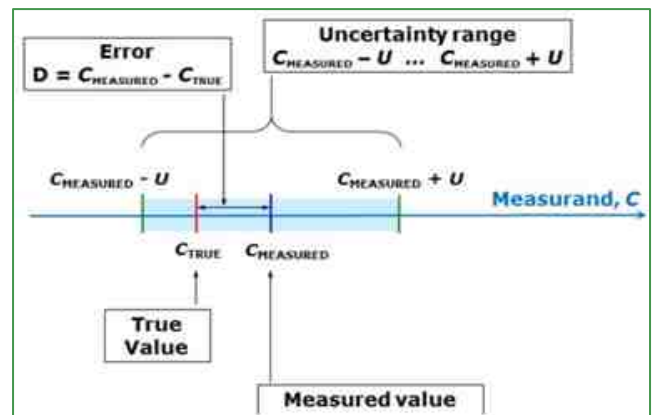 Error
D = CMEASURED - CTRUE
Uncertainty range
CMEASURED – U ... CMEASURED + U
CMEASURED - U
CMEASURED + U
Measurand, C
CTRUE
CMEASURED
True
Value
Measured value